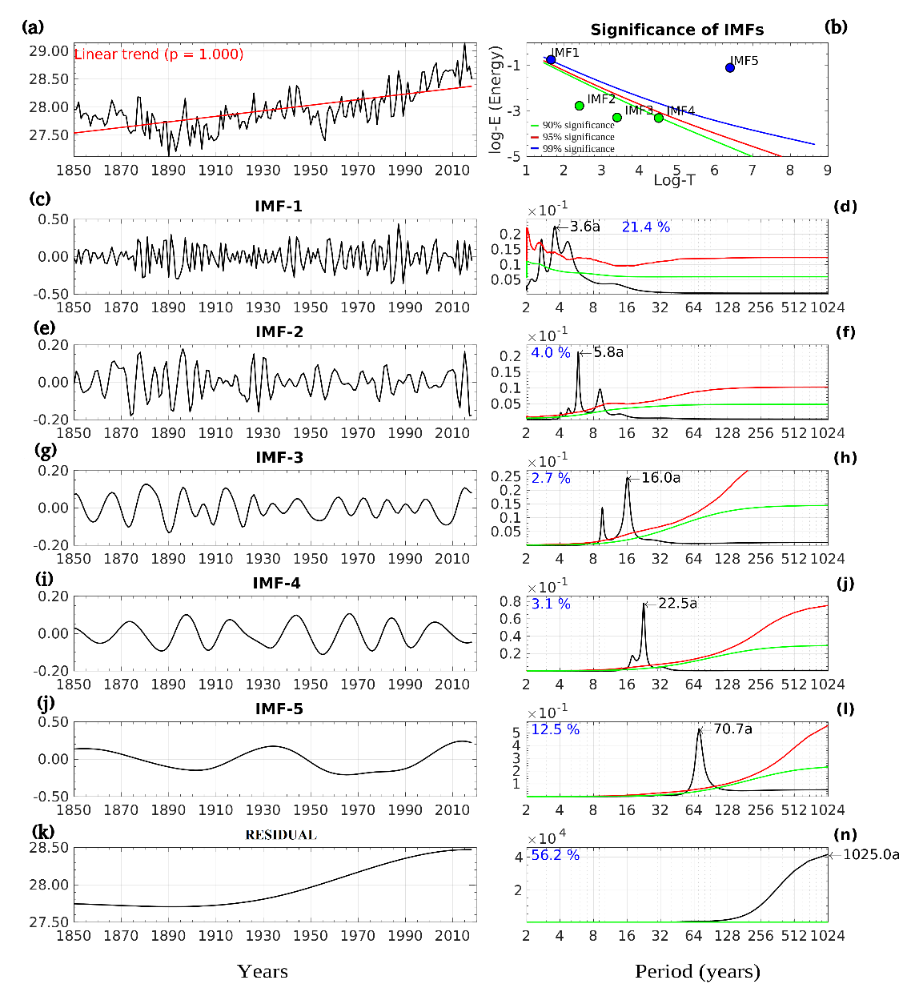 (a)
Linear trend (p = 1.000)
29.00
28.50
28.00
27.50
1850 1870 1890 1910 1930 1950 1970 1990 2010
(b)
Significance of IMFs
log-E (Energy)
-1
-3
-5
IMF1
IMF2
IMF3
IMF4
IMF5
90% significance
95% significance
99% significance
1 2 3 4 5 6 7 8 9
Log-T
(c)
IMF-1
0.50
0.00
-0.50
1850 1870 1890 1910 1930 1950 1970 1990 2010
(d)
×10⁻¹
3.6a
21.4 %
0.2
0.15
0.1
0.05
2 4 8 16 32 64 128 256 512 1024
(e)
IMF-2
0.20
0.00
-0.20
1850 1870 1890 1910 1930 1950 1970 1990 2010
(f)
×10⁻¹
4.0 %
5.8a
0.2
0.15
0.1
0.05
2 4 8 16 32 64 128 256 512 1024
(g)
IMF-3
0.20
0.00
-0.20
1850 1870 1890 1910 1930 1950 1970 1990 2010
(h)
×10⁻¹
2.7 %
16.0a
0.25
0.2
0.15
0.1
0.05
2 4 8 16 32 64 128 256 512 1024
(i)
IMF-4
0.20
0.00
-0.20
1850 1870 1890 1910 1930 1950 1970 1990 2010
(j)
×10⁻¹
3.1 %
22.5a
0.8
0.6
0.4
0.2
2 4 8 16 32 64 128 256 512 1024
(j)
IMF-5
0.50
0.00
-0.50
1850 1870 1890 1910 1930 1950 1970 1990 2010
(l)
×10⁻¹
12.5 %
70.7a
5
4
3
2
1
2 4 8 16 32 64 128 256 512 1024
(k)
RESIDUAL
28.50
28.00
27.50
1850 1870 1890 1910 1930 1950 1970 1990 2010
Years
(n)
×10⁴
56.2 %
1025.0a
4
2
2 4 8 16 32 64 128 256 512 1024
Period (years)